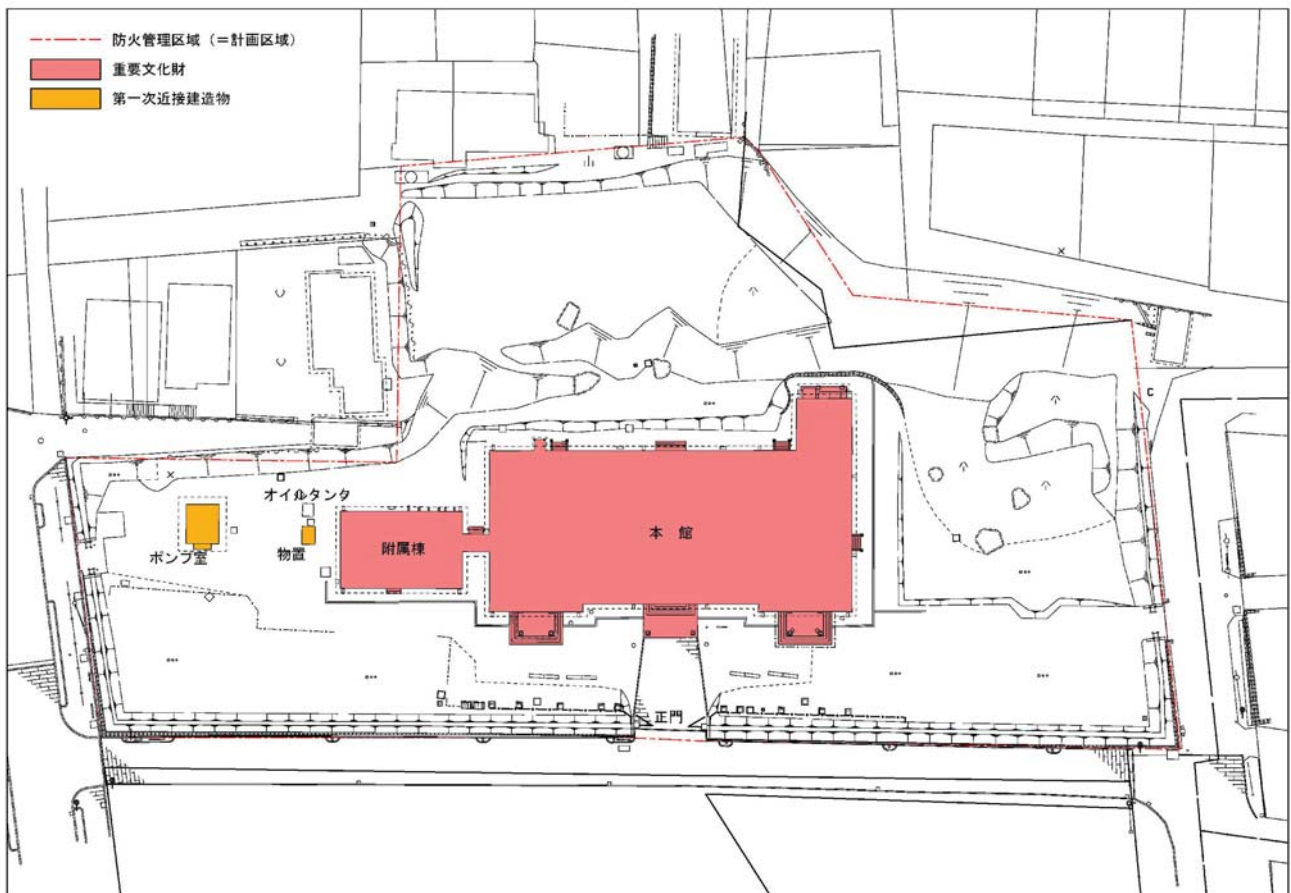 防火管理区域（＝計画区域）
重要文化財
第一次近接建造物
オイルタンク
ポンプ室
物置
附属棟
本 館
正門